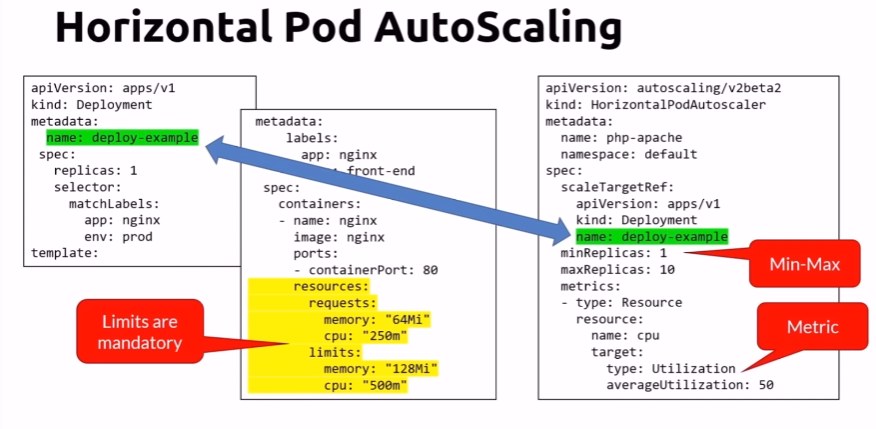 Horizontal Pod AutoScaling
apiVersion: apps/v1
kind: Deployment
metadata:
name: deploy-example
spec:
replicas: 1
selector:
matchLabels:
app: nginx
env: prod
template:
metadata:
labels:
app: nginx
: front-end
spec:
containers:
- name: nginx
image: nginx
ports:
- containerPort: 80
resources:
requests:
memory: "64Mi"
cpu: "250m"
limits:
memory: "128Mi"
cpu: "500m"
Limits are
mandatory
apiVersion: autoscaling/v2beta2
kind: HorizontalPodAutoscaler
metadata:
name: php-apache
namespace: default
spec:
scaleTargetRef:
apiVersion: apps/v1
kind: Deployment
name: deploy-example
minReplicas: 1
maxReplicas: 10
metrics:
- type: Resource
resource:
name: cpu
target:
type: Utilization
averageUtilization: 50
Min-Max
Metric